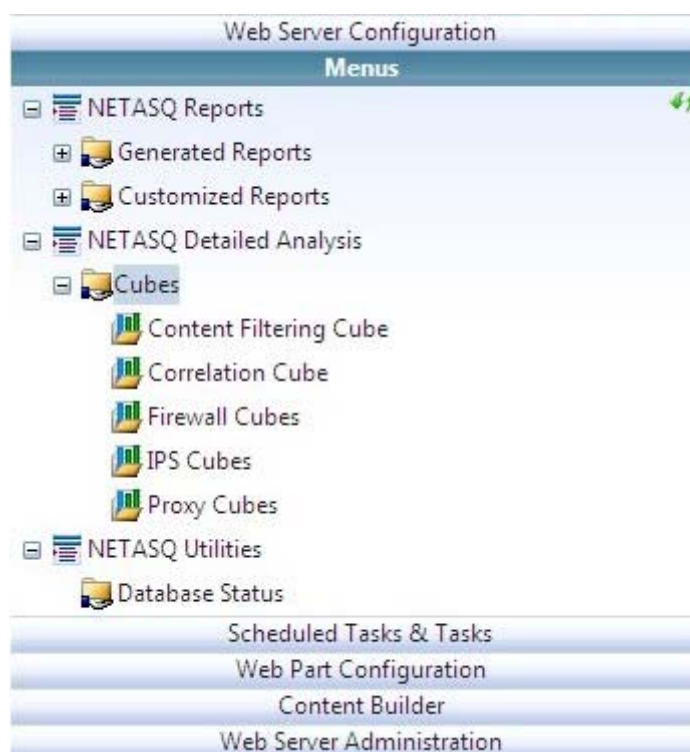 Web Server Configuration
Menus
NETASQ Reports
Generated Reports
Customized Reports
NETASQ Detailed Analysis
Cubes
Content Filtering Cube
Correlation Cube
Firewall Cubes
IPS Cubes
Proxy Cubes
NETASQ Utilities
Database Status
Scheduled Tasks & Tasks
Web Part Configuration
Content Builder
Web Server Administration